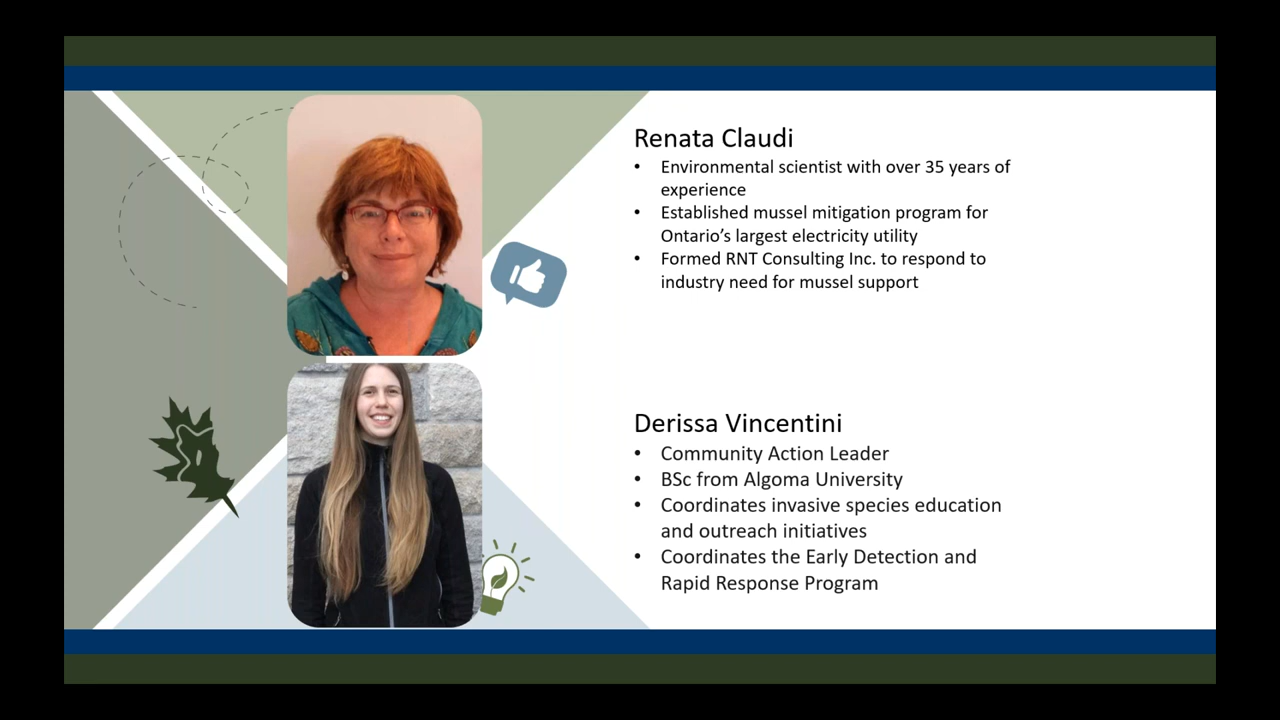 Renata Claudi
• Environmental scientist with over 35 years of
experience
• Established mussel mitigation program for
Ontario’s largest electricity utility
• Formed RNT Consulting Inc. to respond to
industry need for mussel support
Derissa Vincentini
• Community Action Leader
• BSc from Algoma University
• Coordinates invasive species education
and outreach initiatives
• Coordinates the Early Detection and
Rapid Response Program